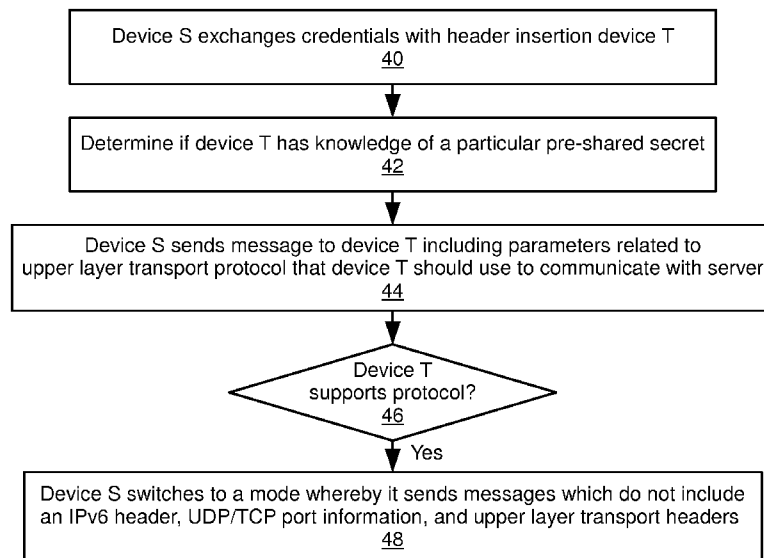 Device S exchanges credentials with header insertion device T
40
Determine if device T has knowledge of a particular pre-shared secret
42
Device S sends message to device T including parameters related to
upper layer transport protocol that device T should use to communicate with server
44
Device T
supports protocol?
46
Yes
Device S switches to a mode whereby it sends messages which do not include
an IPv6 header, UDP/TCP port information, and upper layer transport headers
48